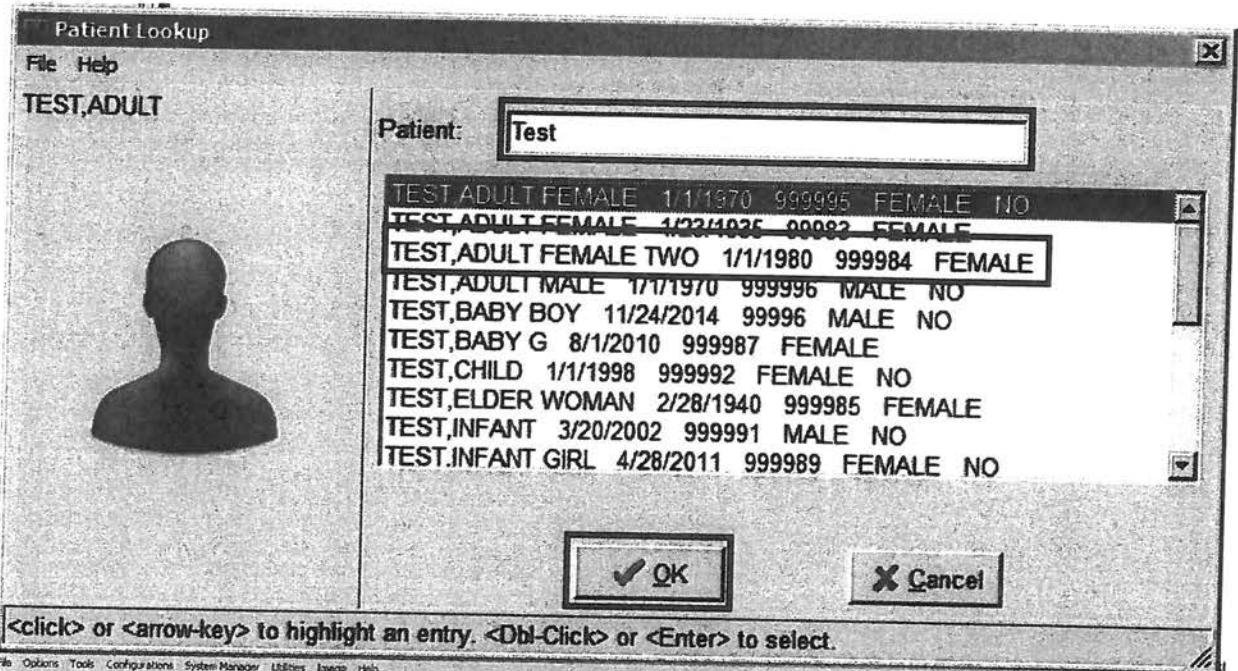 Patient Lookup
File Help
TEST,ADULT
Patient: Test
TEST,ADULT FEMALE 1/1/1970 999995 FEMALE NO
TEST,ADULT FEMALE 1/23/1935 99983 FEMALE
TEST,ADULT FEMALE TWO 1/1/1980 999984 FEMALE
TEST,ADULT MALE 1/1/1970 999996 MALE NO
TEST,BABY BOY 11/24/2014 99996 MALE NO
TEST,BABY G 8/1/2010 999987 FEMALE
TEST,CHILD 1/1/1998 999992 FEMALE NO
TEST,ELDER WOMAN 2/28/1940 999985 FEMALE
TEST,INFANT 3/20/2002 999991 MALE NO
TEST,INFANT GIRL 4/28/2011 999989 FEMALE NO
OK
Cancel
<click> or <arrow-key> to highlight an entry. <Dbl-Click> or <Enter> to select.
File Options Tools Configurations System Manager Utilities Image Help